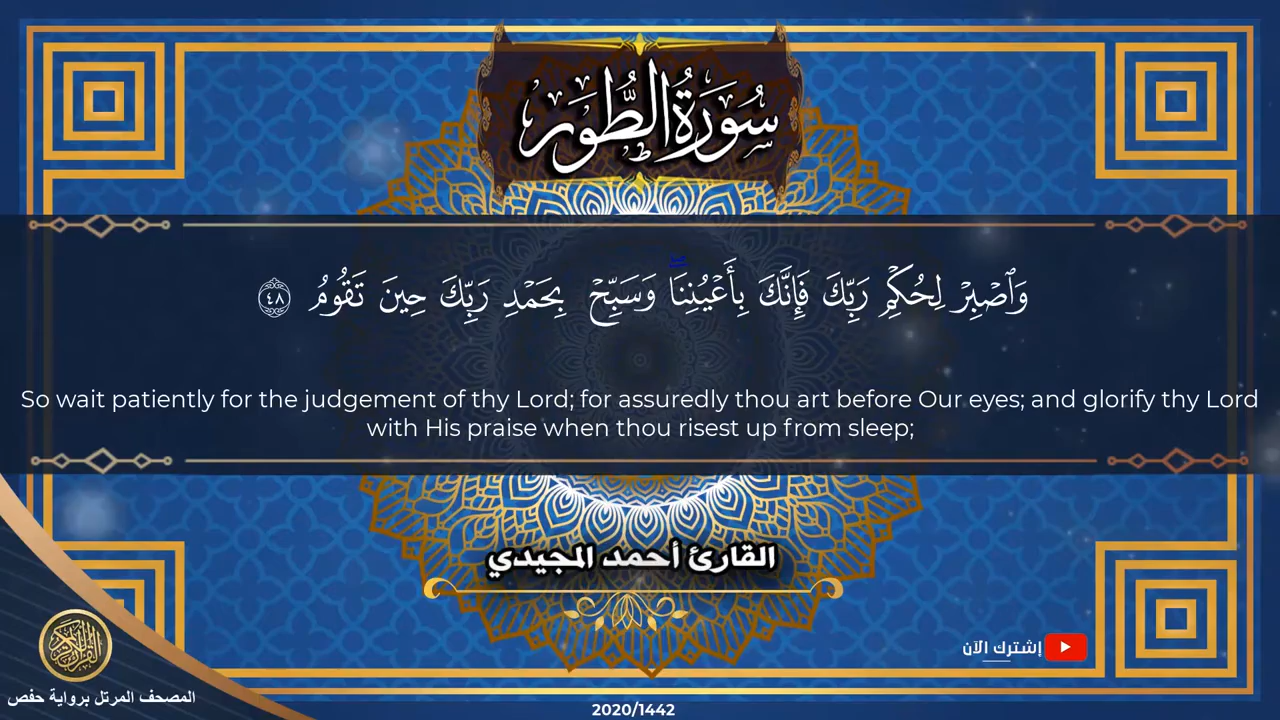 سُورَةُ الطُّورِ
وَٱصۡبِرۡ لِحُكۡمِ رَبِّكَ فَإِنَّكَ بِأَعۡيُنِنَاۖ وَسَبِّحۡ بِحَمۡدِ رَبِّكَ حِينَ تَقُومُ ٤٨
So wait patiently for the judgement of thy Lord; for assuredly thou art before Our eyes; and glorify thy Lord
with His praise when thou risest up from sleep;
القارئ أحمد المجيدي
إشترك الآن
القرآن الكريم
المصحف المرتل برواية حفص
2020/1442